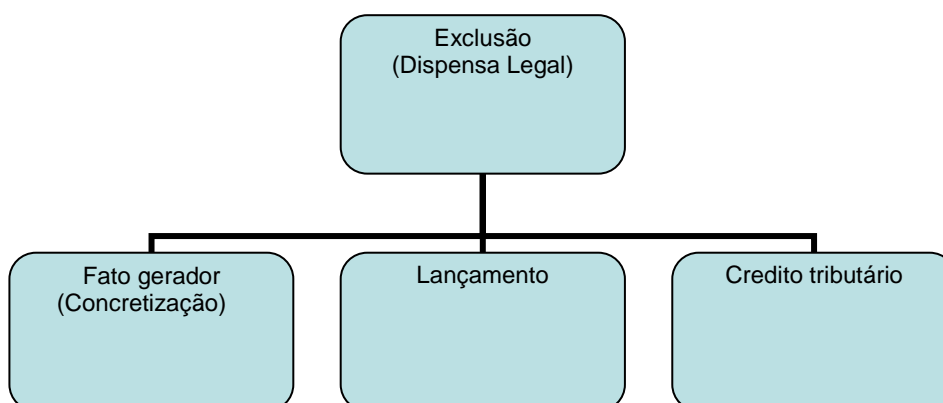 Exclusão
(Dispensa Legal)
Fato gerador
(Concretização)
Lançamento
Credito tributário